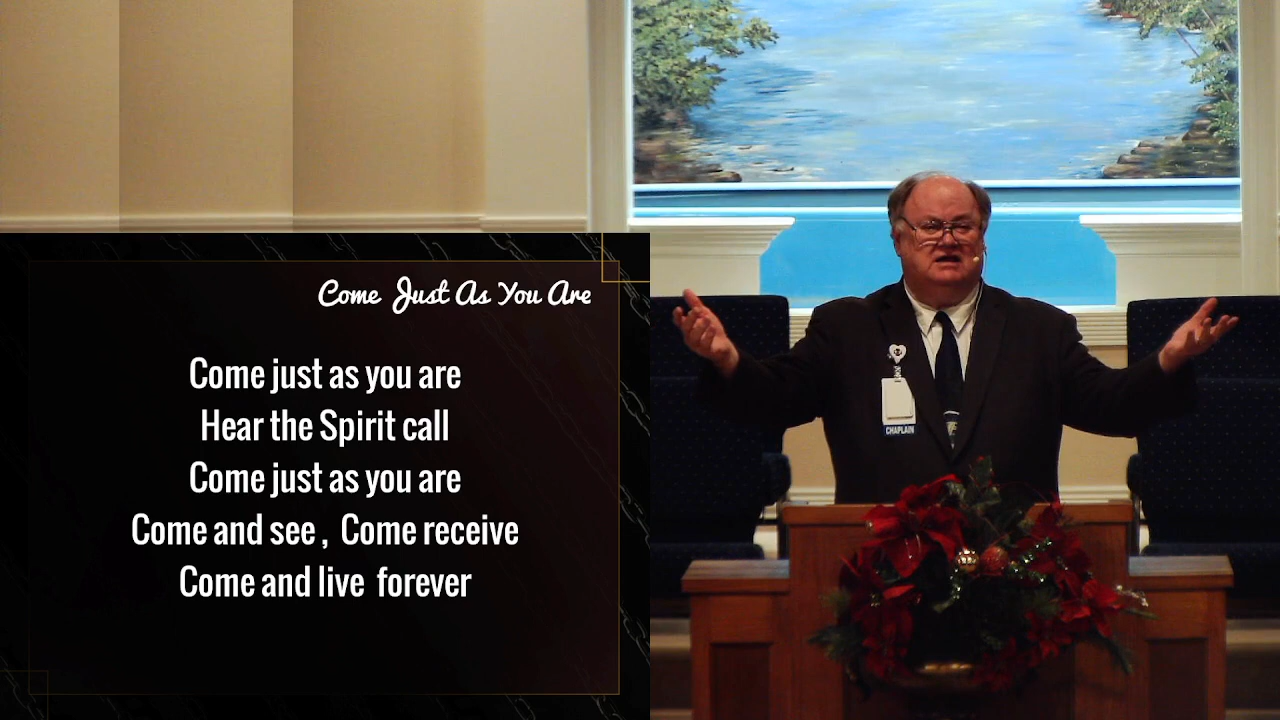 Come Just As You Are
Come just as you are
Hear the Spirit call
Come just as you are
Come and see , Come receive
Come and live forever
CHAPLAIN